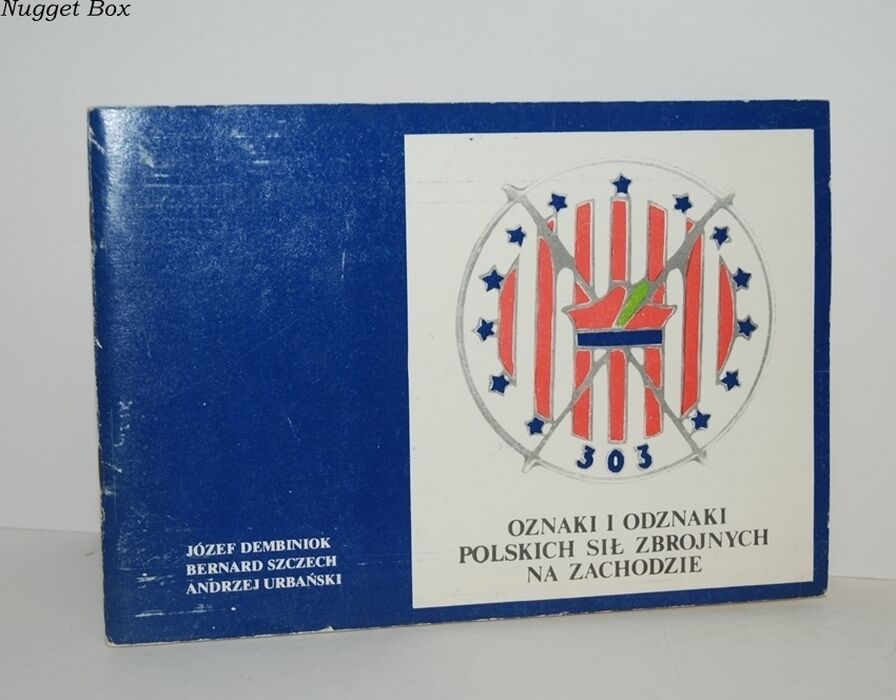 Nugget Box
303
OZNAKI I ODZNAKI
POLSKICH SIŁ ZBROJNYCH
NA ZACHODZIE
JÓZEF DEMBINIOK
BERNARD SZCZECH
ANDRZEJ URBAŃSKI